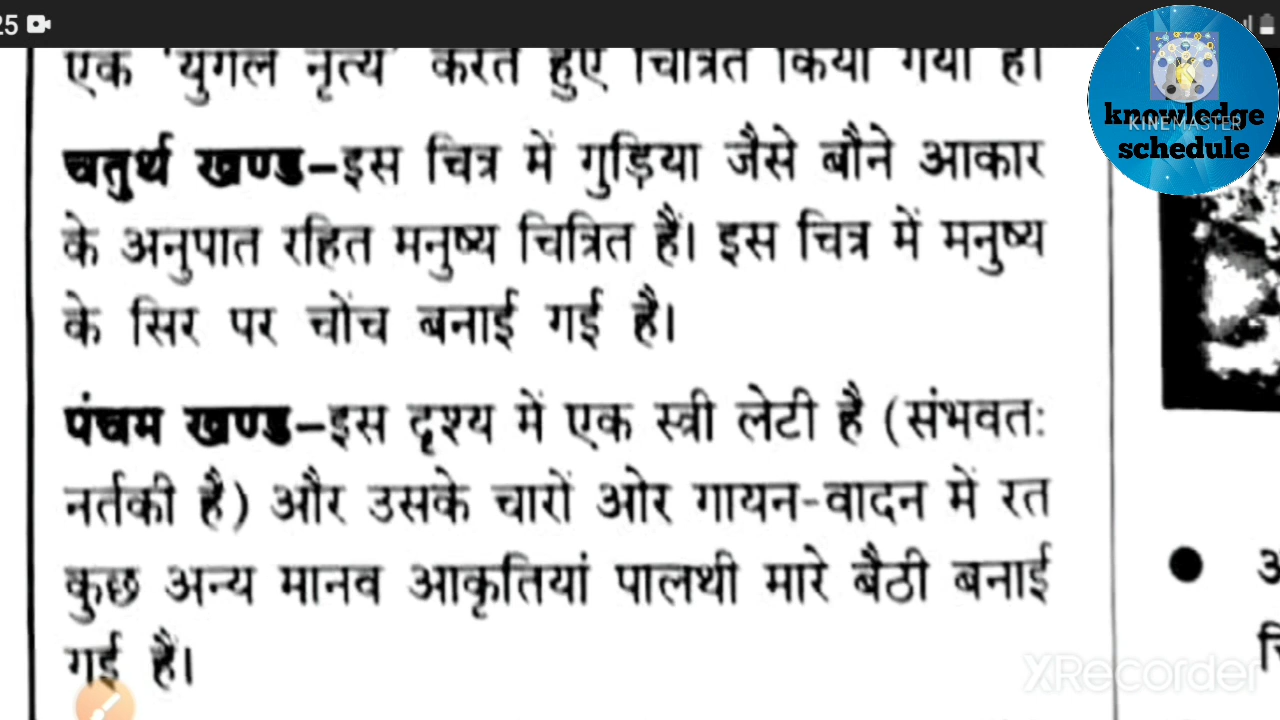 25
एक 'युगल नृत्य' करते हुए चित्रित किया गया है।
चतुर्थ खण्ड–इस चित्र में गुड़िया जैसे बौने आकार
के अनुपात रहित मनुष्य चित्रित हैं। इस चित्र में मनुष्य
के सिर पर चोंच बनाई गई है।
पंचम खण्ड–इस दृश्य में एक स्त्री लेटी है (संभवतः
नर्तकी है) और उसके चारों ओर गायन-वादन में रत
कुछ अन्य मानव आकृतियां पालथी मारे बैठी बनाई
गई हैं।
knowledge
KINEMASTER
schedule
XRecorder